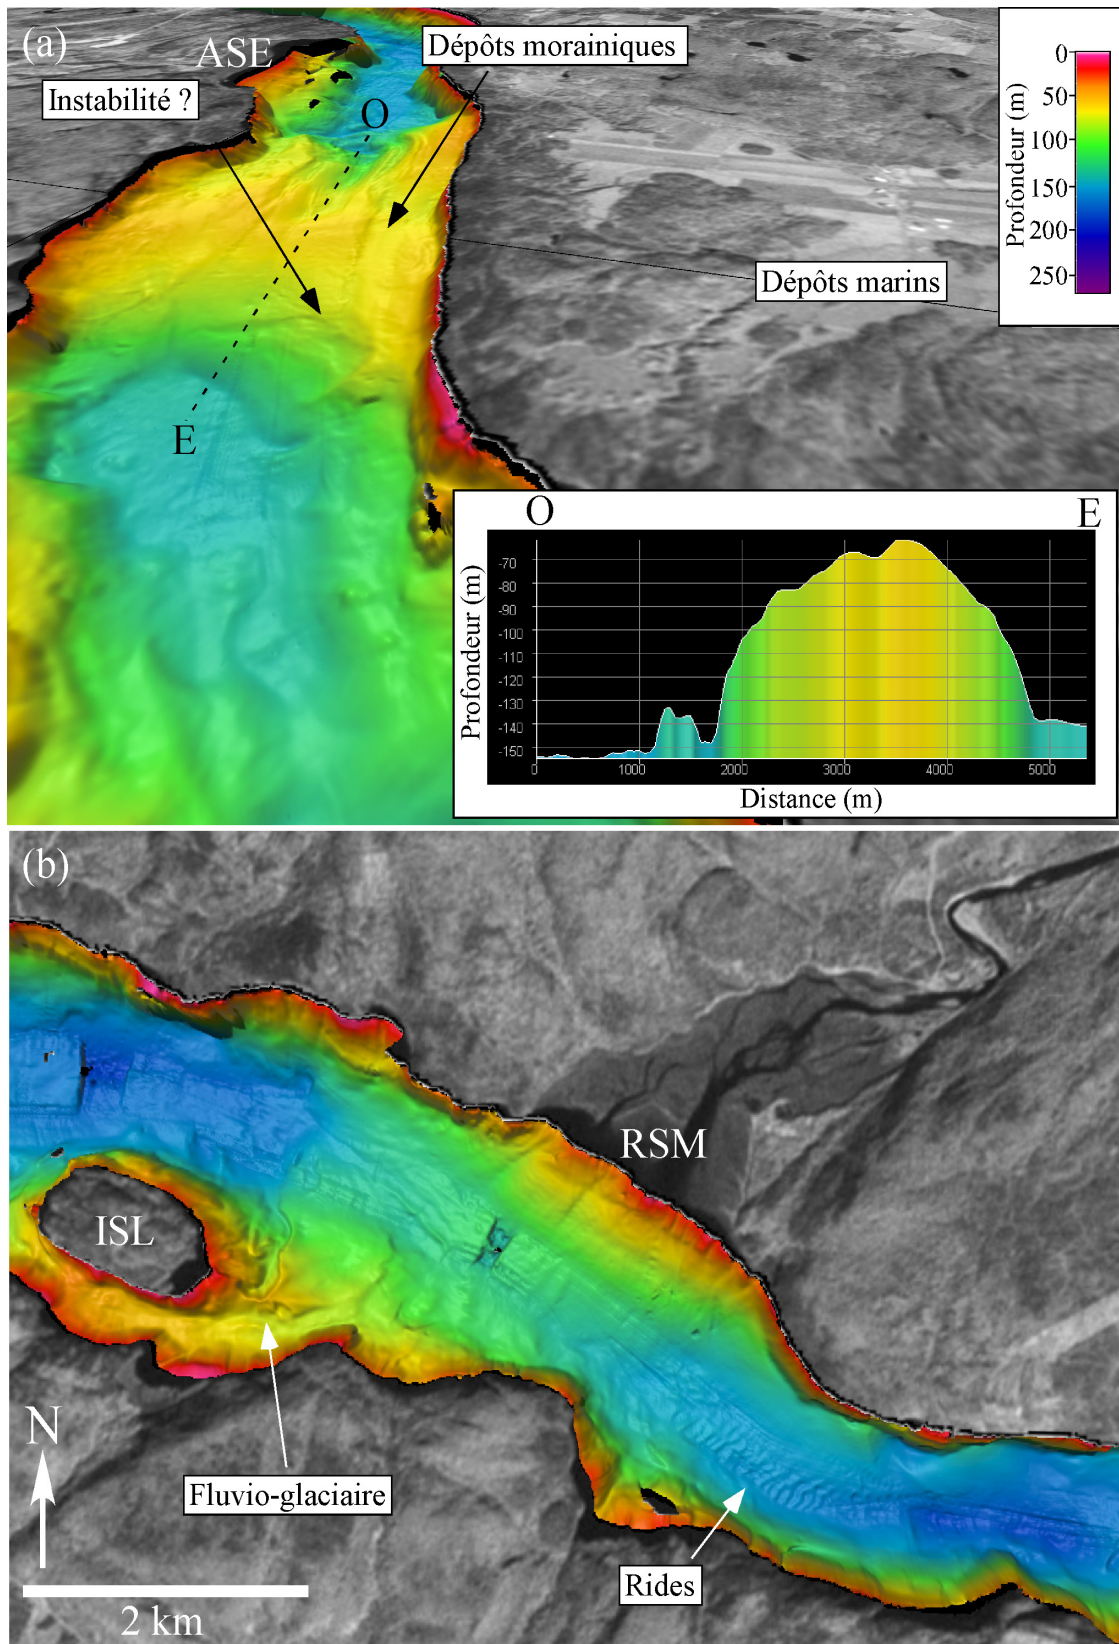 (a)
ASE
Dépôts morainiques
Instabilité ?
O
E
Dépôts marins
Profondeur (m)
0
50
100
150
200
250
O
E
Profondeur (m)
-70
-80
-90
-100
-110
-120
-130
-140
-150
0
1000
2000
3000
4000
5000
Distance (m)
(b)
RSM
ISL
N
Fluvio-glaciaire
Rides
2 km